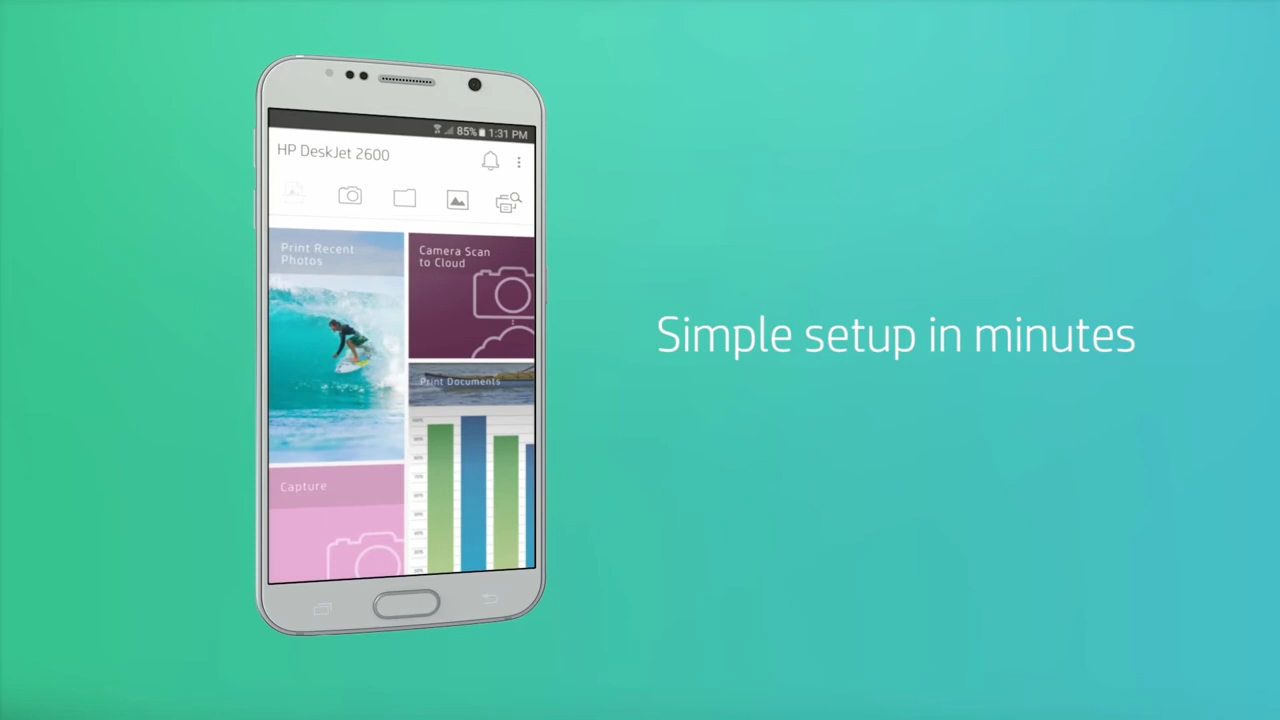 85% 1:31 PM
HP DeskJet 2600
Print Recent
Photos
Camera Scan
to Cloud
Print Documents
Capture
Simple setup in minutes